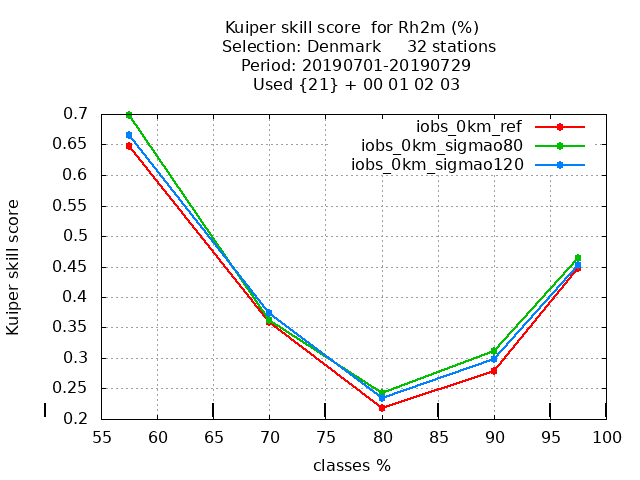 Kuiper skill score  for Rh2m (%)
Selection: Denmark     32 stations
Period: 20190701-20190729
Used {21} + 00 01 02 03
iobs_0km_ref
iobs_0km_sigmao80
iobs_0km_sigmao120
Kuiper skill score
0.7
0.65
0.6
0.55
0.5
0.45
0.4
0.35
0.3
0.25
0.2
55 60 65 70 75 80 85 90 95 100
classes %